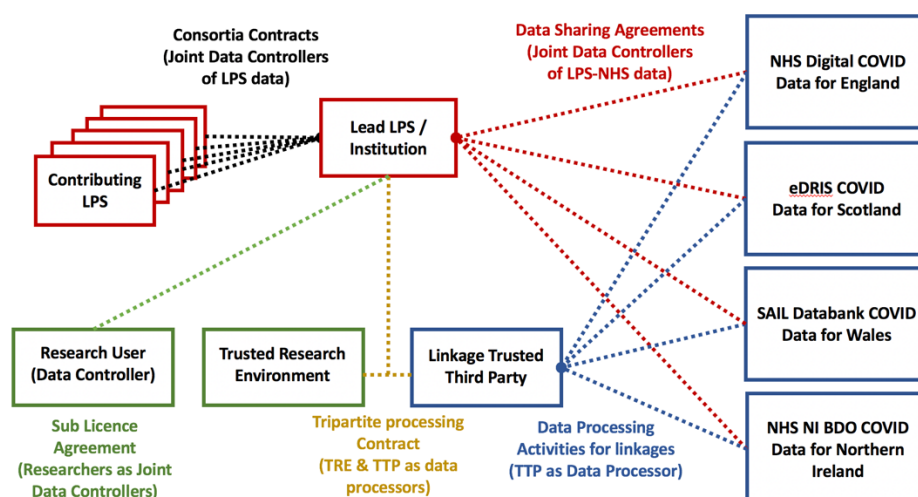 Consortia Contracts
(Joint Data Controllers
of LPS data)
Data Sharing Agreements
(Joint Data Controllers
of LPS-NHS data)
NHS Digital COVID
Data for England
Lead LPS /
Institution
Contributing
LPS
eDRIS COVID
Data for Scotland
SAIL Databank COVID
Data for Wales
Research User
(Data Controller)
Trusted Research
Environment
Linkage Trusted
Third Party
NHS NI BDO COVID
Data for Northern
Ireland
Sub Licence
Agreement
(Researchers as Joint
Data Controllers)
Tripartite processing
Contract
(TRE & TTP as data
processors)
Data Processing
Activities for linkages
(TTP as Data Processor)